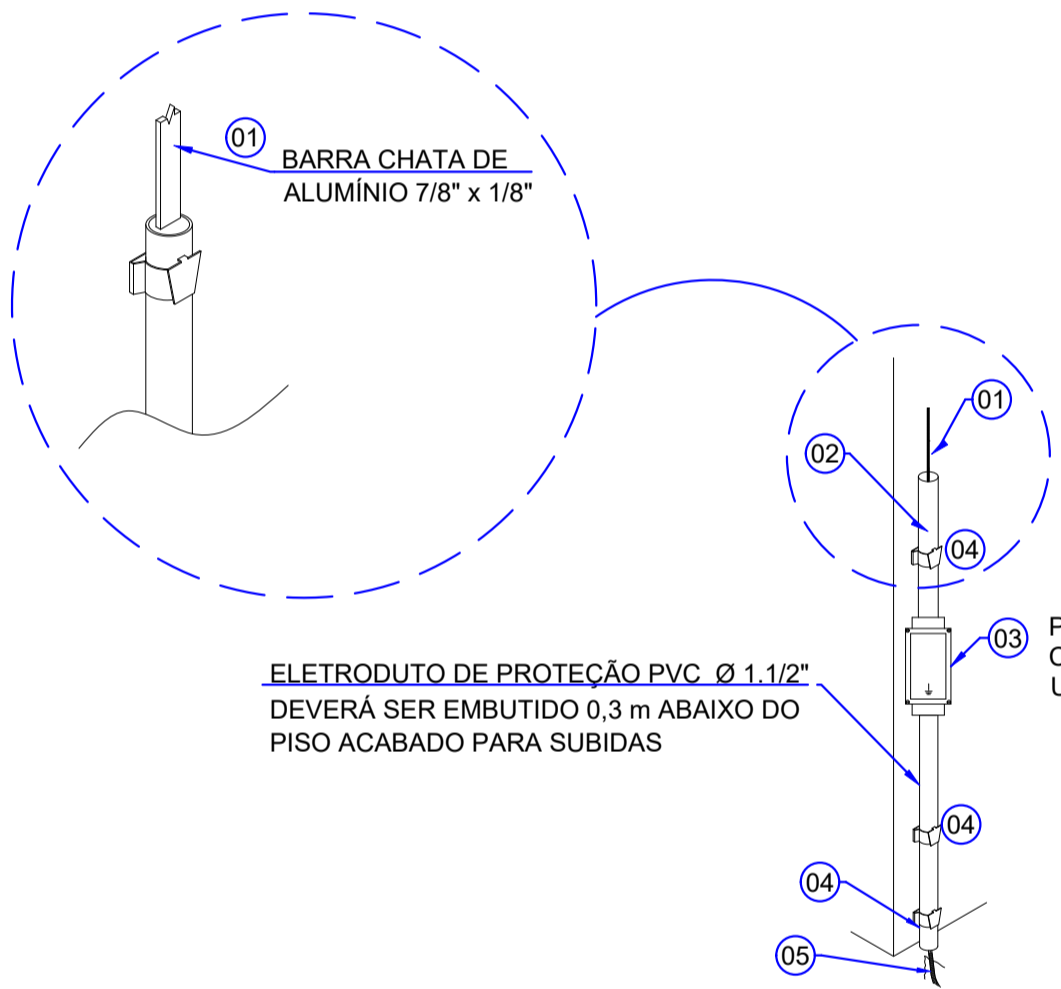 01
BARRA CHATA DE
ALUMÍNIO 7/8" x 1/8"
01
02
04
03
ELETRODUTO DE PROTEÇÃO PVC Ø 1.1/2"
DEVERÁ SER EMBUTIDO 0,3 m ABAIXO DO
PISO ACABADO PARA SUBIDAS
04
04
05